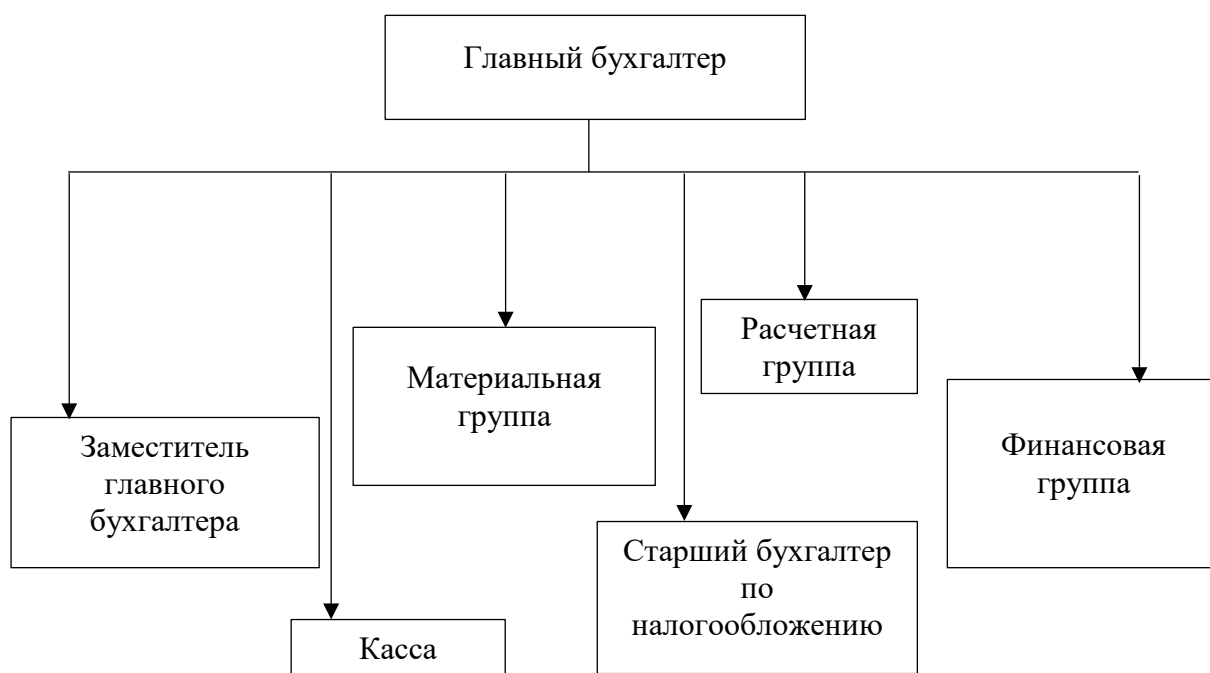 Главный бухгалтер
Расчетная
группа
Материальная
группа
Финансовая
группа
Заместитель
главного
бухгалтера
Старший бухгалтер
по
налогообложению
Касса